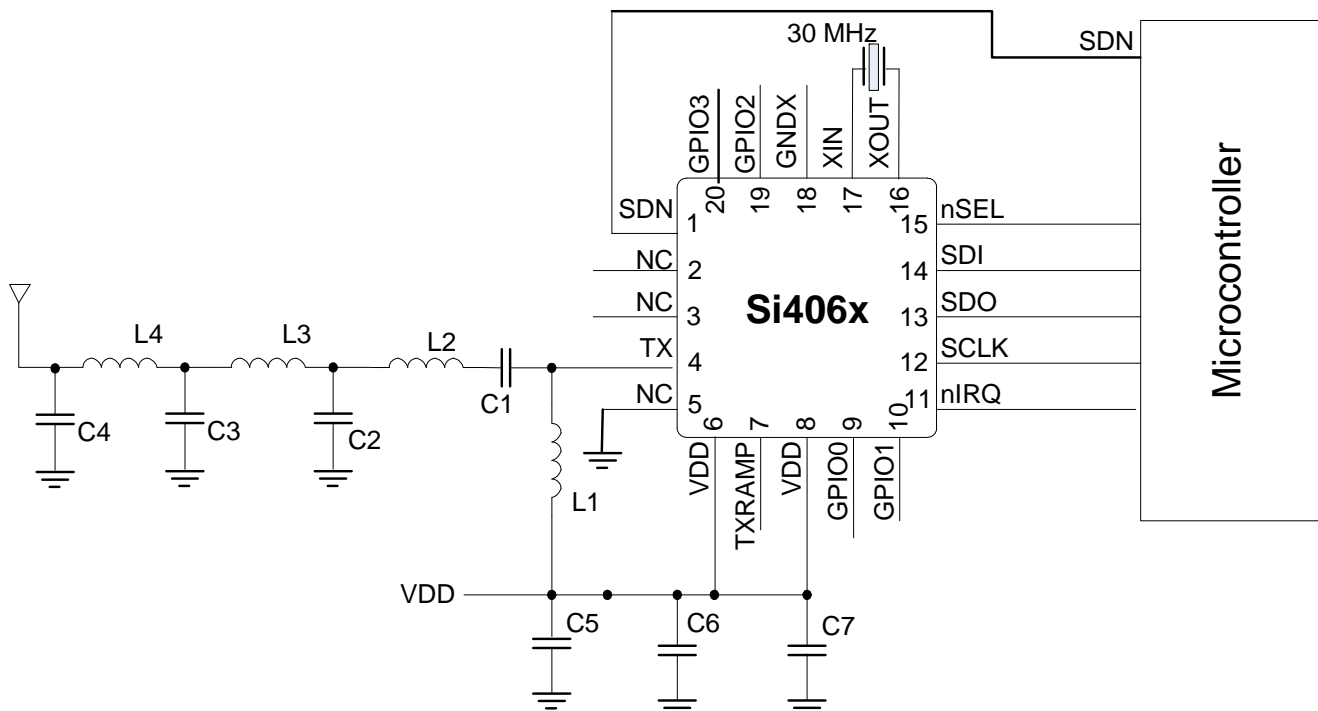 30 MHz
SDN
GPIO3
GPIO2
GNDX
XIN
XOUT
20
19
18
17
16
SDN
1
nSEL
15
NC
2
SDI
14
NC
3
Si406x
SDO
13
TX
4
SCLK
12
NC
5
nIRQ
11
6
7
8
9
10
VDD
TXRAMP
VDD
GPIO0
GPIO1
Microcontroller
L4
L3
L2
C1
C4
C3
C2
L1
VDD
C5
C6
C7